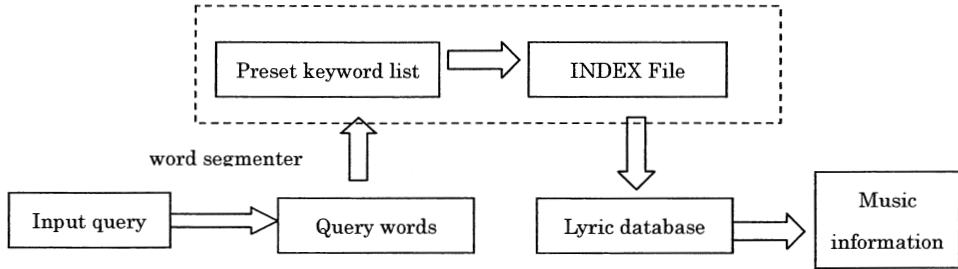 Preset keyword list
INDEX File
word segmenter
Input query
Query words
Lyric database
Music
information